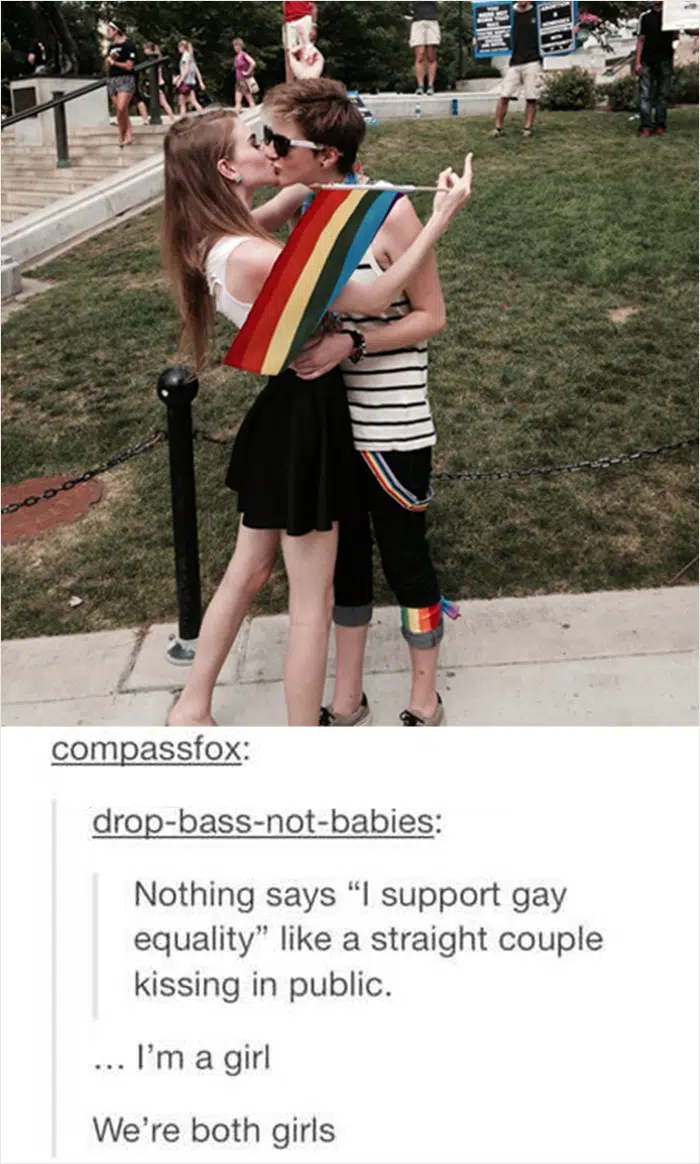 compassfox:
drop-bass-not-babies:
Nothing says “I support gay
equality” like a straight couple
kissing in public.
... I’m a girl
We’re both girls